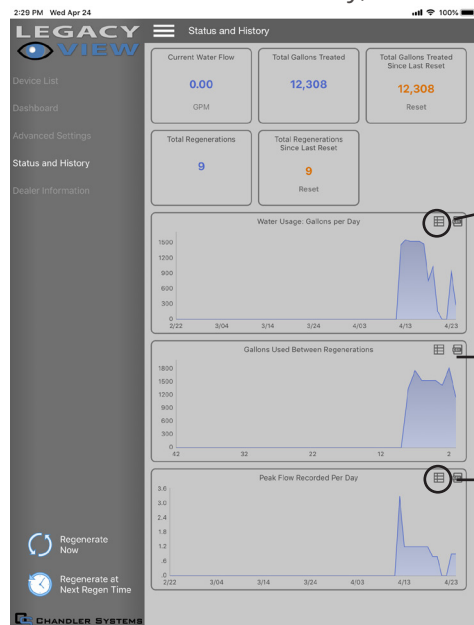 2:29 PM Wed Apr 24
100%
LEGACY
VIEW
Status and History
Device List
Dashboard
Advanced Settings
Status and History
Dealer Information
Current Water Flow
0.00
GPM
Total Gallons Treated
12,308
Total Gallons Treated
Since Last Reset
12,308
Reset
Total Regenerations
9
Total Regenerations
Since Last Reset
9
Reset
Water Usage: Gallons per Day
1500
1200
900
600
300
0
2/22 3/04 3/14 3/24 4/03 4/13 4/23
Gallons Used Between Regenerations
1800
1500
1200
900
600
300
0
42 32 22 12 2
Peak Flow Recorded Per Day
3.6
3.0
2.4
1.8
1.2
.6
.0
2/22 3/04 3/14 3/24 4/03 4/13 4/23
Regenerate
Now
Regenerate at
Next Regen Time
CHANDLER SYSTEMS